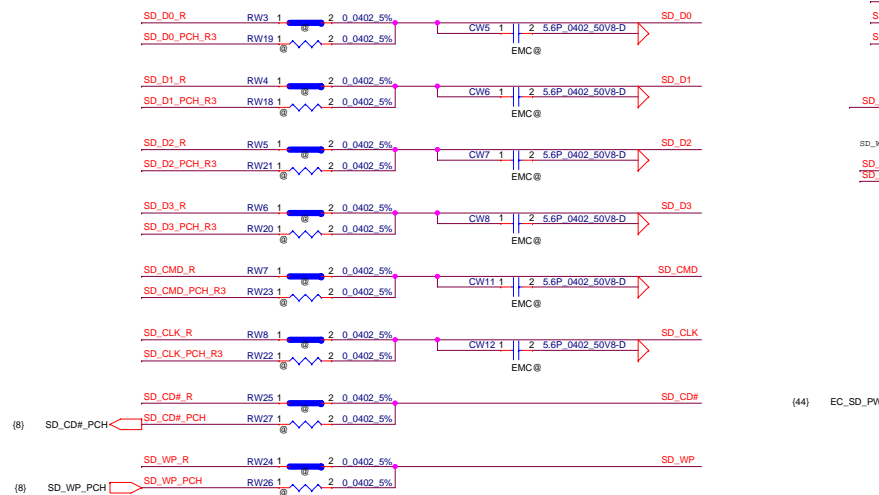 SD_D0_R RW3 1 2 0_0402_5% SD_D0 S
@
CW5 1 2 5.6P_0402_50V8-D
SD_D0_PCH_R3 RW19 1 2 0_0402_5% S
@ EMC@
SD_D1_R RW4 1 2 0_0402_5% SD_D1
@
CW6 1 2 5.6P_0402_50V8-D
SD_D1_PCH_R3 RW18 1 2 0_0402_5% SD_
@ EMC@
SD_D2_R RW5 1 2 0_0402_5% SD_D2 SD_W
@
CW7 1 2 5.6P_0402_50V8-D
SD_D2_PCH_R3 RW21 1 2 0_0402_5% SD_
@ EMC@ SD_
SD_D3_R RW6 1 2 0_0402_5% SD_D3
@
CW8 1 2 5.6P_0402_50V8-D
SD_D3_PCH_R3 RW20 1 2 0_0402_5%
@ EMC@
SD_CMD_R RW7 1 2 0_0402_5% SD_CMD
@
CW11 1 2 5.6P_0402_50V8-D
SD_CMD_PCH_R3 RW23 1 2 0_0402_5%
@ EMC@
SD_CLK_R RW8 1 2 0_0402_5% SD_CLK
@
CW12 1 2 5.6P_0402_50V8-D
SD_CLK_PCH_R3 RW22 1 2 0_0402_5%
@ EMC@
SD_CD#_R RW25 1 2 0_0402_5% SD_CD# {44} EC_SD_PW
@
{8} SD_CD#_PCH SD_CD#_PCH RW27 1 2 0_0402_5%
@
SD_WP_R RW24 1 2 0_0402_5% SD_WP
@
{8} SD_WP_PCH SD_WP_PCH RW26 1 2 0_0402_5%
@